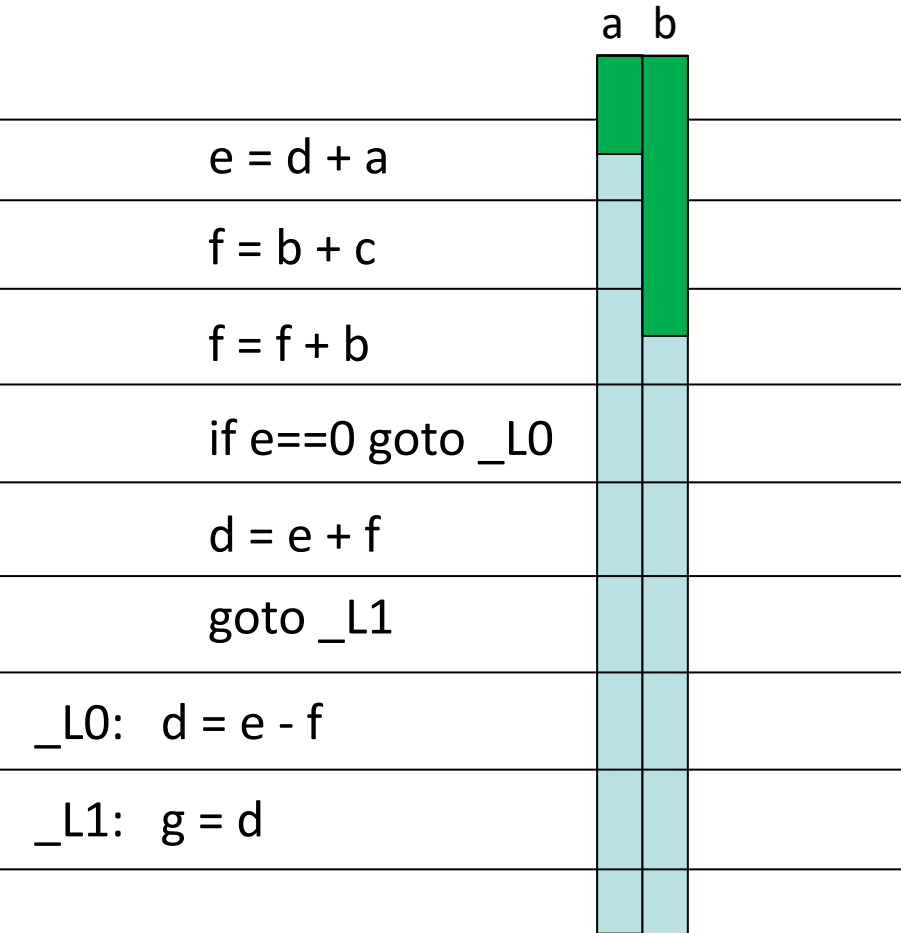 a b
e = d + a
f = b + c
f = f + b
if e==0 goto _L0
d = e + f
goto _L1
_L0: d = e - f
_L1: g = d